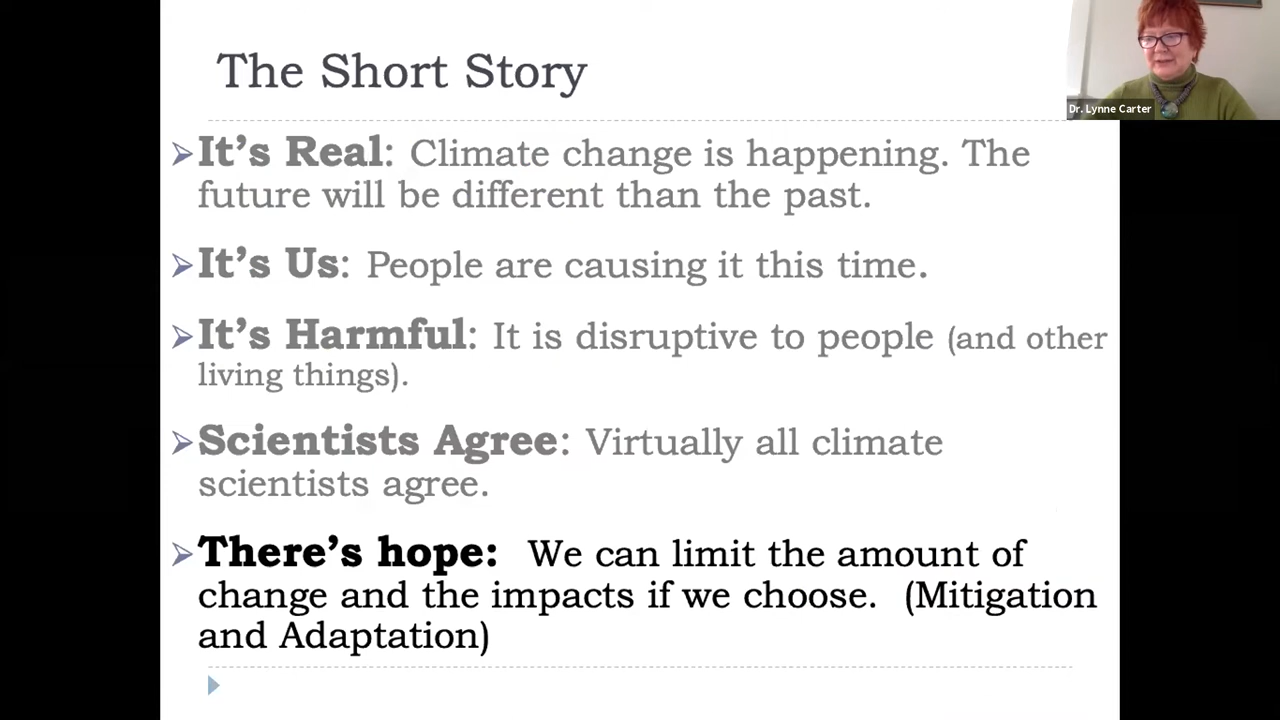 The Short Story
Dr. Lynne Carter
It's Real: Climate change is happening. The
future will be different than the past.
It's Us: People are causing it this time.
It's Harmful: It is disruptive to people (and other
living things).
Scientists Agree: Virtually all climate
scientists agree.
There's hope: We can limit the amount of
change and the impacts if we choose. (Mitigation
and Adaptation)